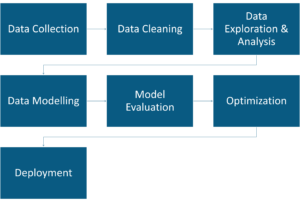 Data Collection
Data Cleaning
Data
Exploration &
Analysis
Data Modelling
Model
Evaluation
Optimization
Deployment